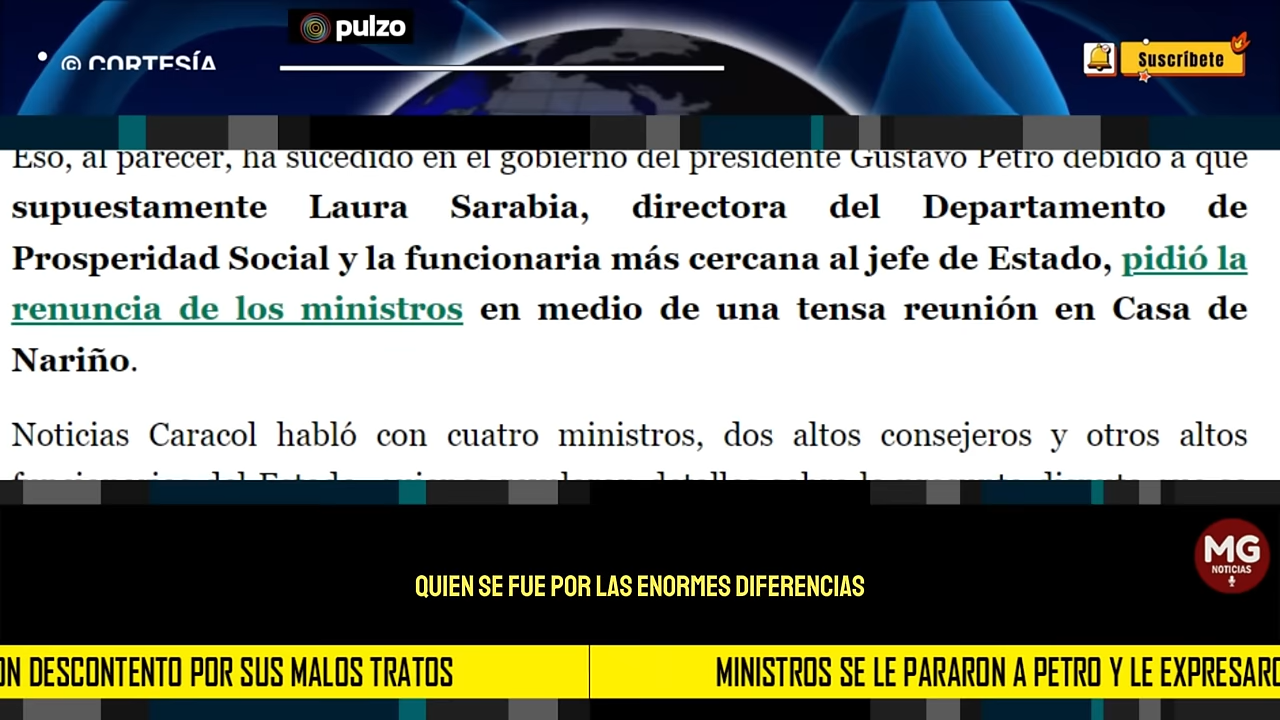 pulzo
© CORTESÍA
Suscríbete
Eso, al parecer, ha sucedido en el gobierno del presidente Gustavo Petro debido a que
supuestamente Laura Sarabia, directora del Departamento de
Prosperidad Social y la funcionaria más cercana al jefe de Estado, pidió la
renuncia de los ministros en medio de una tensa reunión en Casa de
Nariño.
Noticias Caracol habló con cuatro ministros, dos altos consejeros y otros altos
MG
NOTICIAS
QUIEN SE FUE POR LAS ENORMES DIFERENCIAS
ON DESCONTENTO POR SUS MALOS TRATOS
MINISTROS SE LE PARARON A PETRO Y LE EXPRESARO